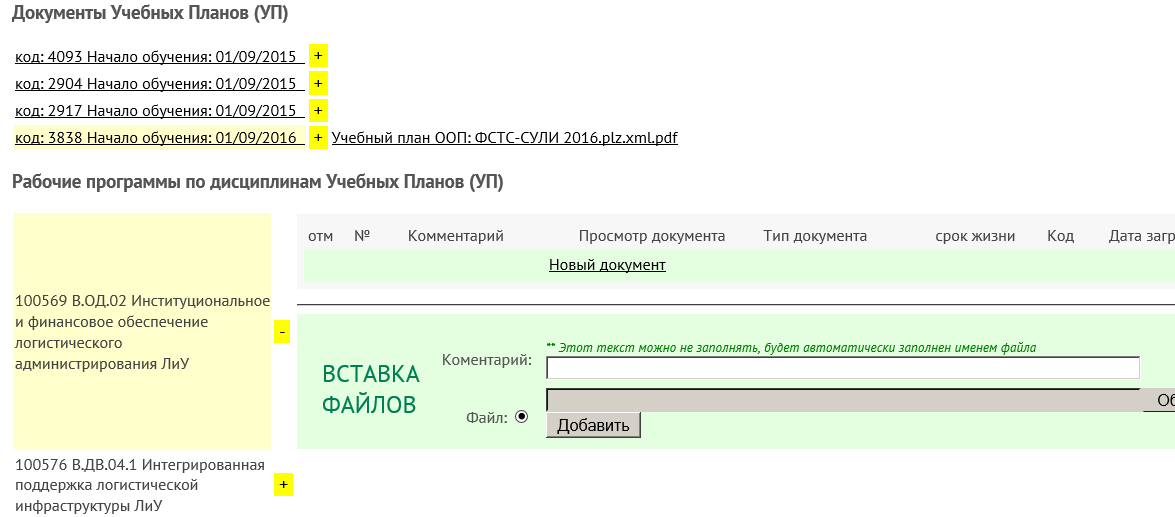 Документы Учебных Планов (УП)
код: 4093 Начало обучения: 01/09/2015 +
код: 2904 Начало обучения: 01/09/2015 +
код: 2917 Начало обучения: 01/09/2015 +
код: 3838 Начало обучения: 01/09/2016 + Учебный план ООП: ФСТС-СУЛИ 2016.plz.xml.pdf
Рабочие программы по дисциплинам Учебных Планов (УП)
отм № Комментарий Просмотр документа Тип документа срок жизни Код Дата загр
Новый документ
100569 В.ОД.02 Институциональное
и финансовое обеспечение
логистического
администрирования ЛиУ
-
** Этот текст можно не заполнять, будет автоматически заполнен именем файла
Коментарий:
ВСТАВКА
ФАЙЛОВ
Файл:
Об
Добавить
100576 В.ДВ.04.1 Интегрированная
поддержка логистической
инфраструктуры ЛиУ
+